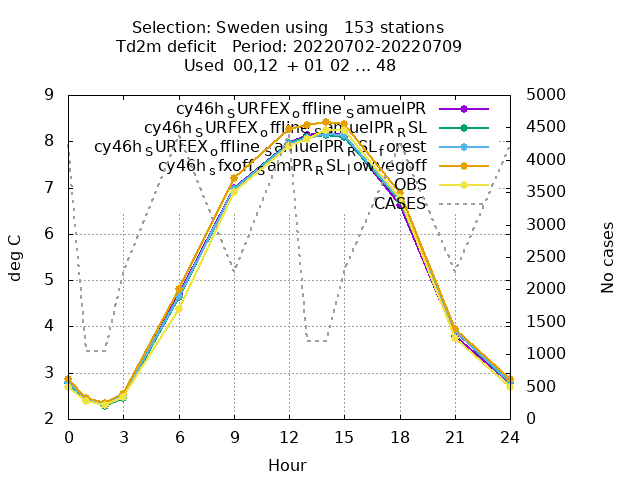 Selection: Sweden using   153 stations
Td2m deficit   Period: 20220702-20220709
Used  00,12  + 01 02 ... 48
cy46h_SURFEX_offline_SamuelPR
cy46h_SURFEX_offline_SamuelPR_RSL
cy46h_SURFEX_offline_SamuelPR_RSL_forest
cy46h_sfxoff_SamPR_RSL_lowvegoff
OBS
CASES
9
8
7
6
5
4
3
2
5000
4500
4000
3500
3000
2500
2000
1500
1000
500
0
deg C
No cases
0 3 6 9 12 15 18 21 24
Hour